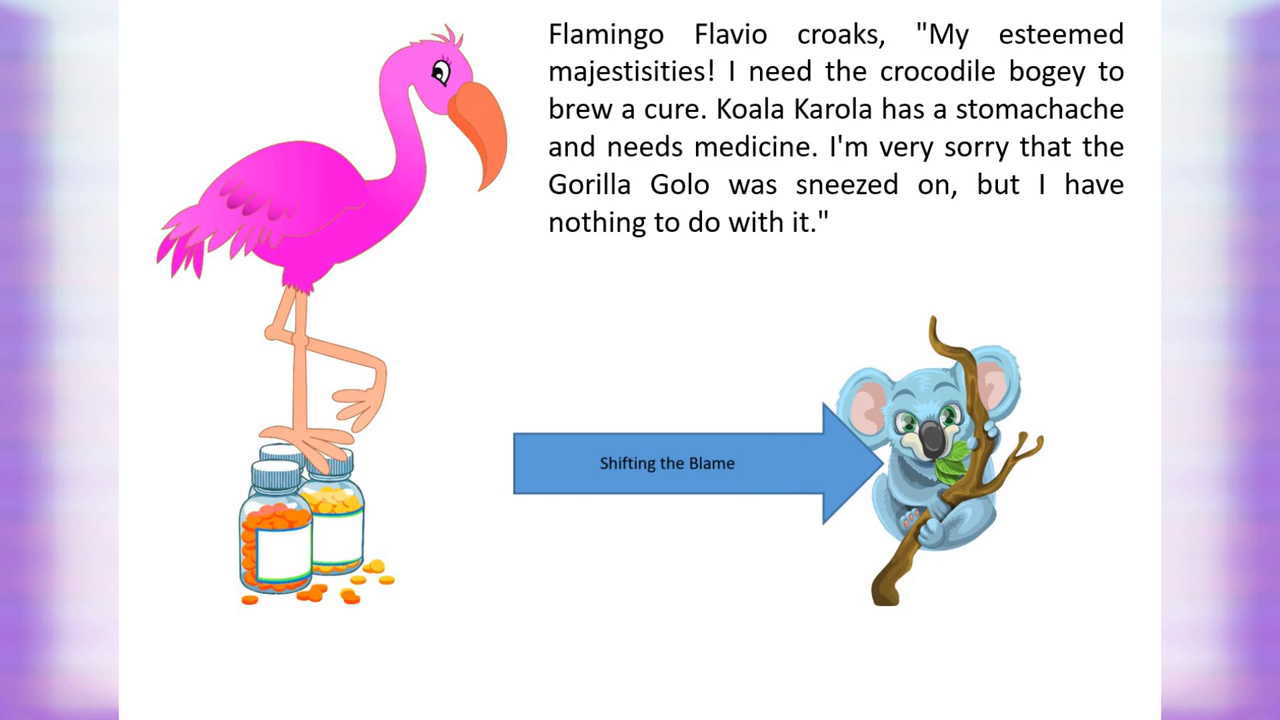 Flamingo Flavio croaks, "My esteemed
majestisities! I need the crocodile bogey to
brew a cure. Koala Karola has a stomachache
and needs medicine. I'm very sorry that the
Gorilla Golo was sneezed on, but I have
nothing to do with it."
Shifting the Blame